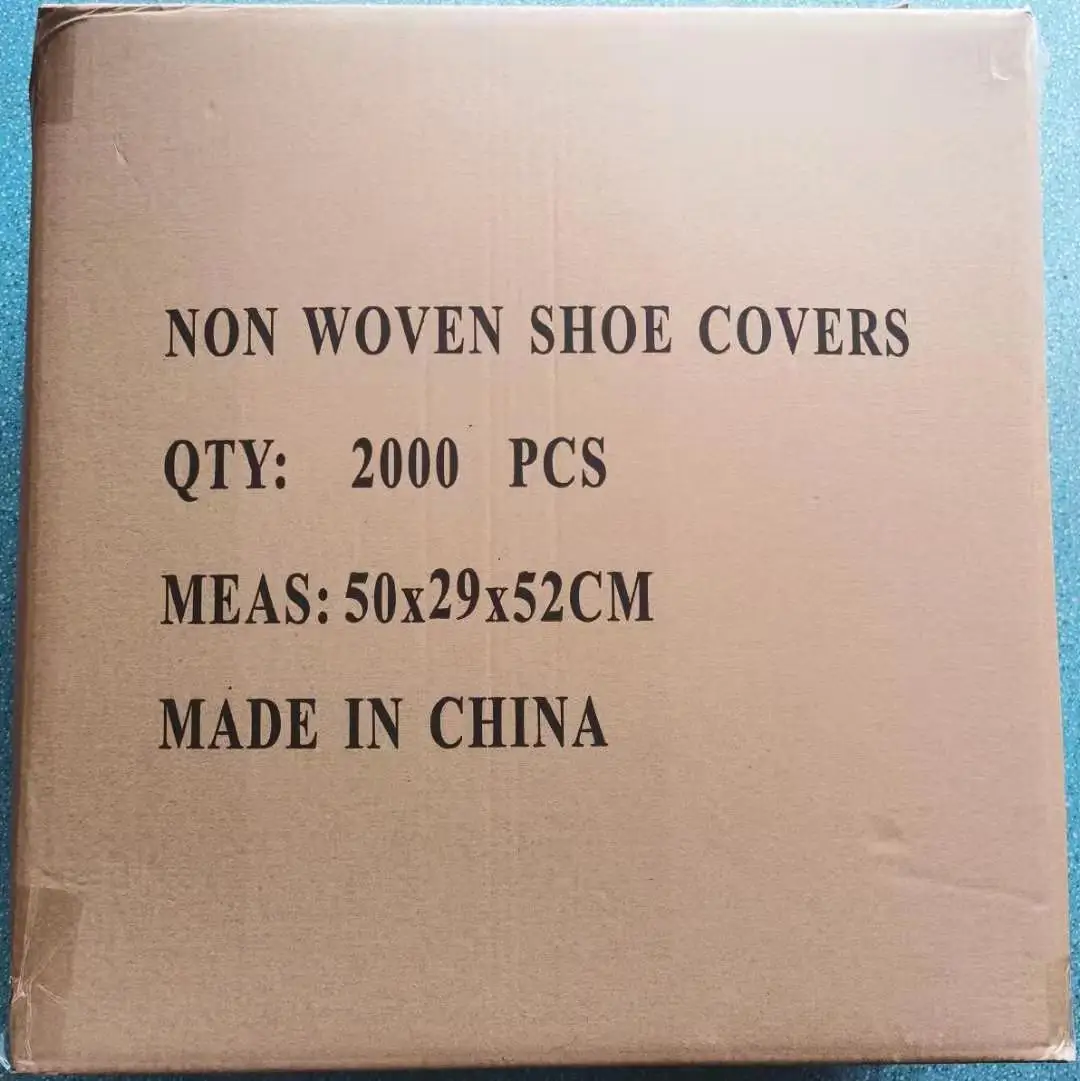 NON WOVEN SHOE COVERS
QTY: 2000 PCS
MEAS: 50x29x52CM
MADE IN CHINA